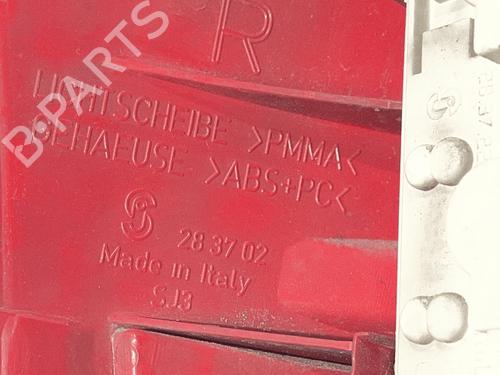 R
LICHTSCHEIBE >PMMA<
GEHAEUSE >ABS+PC<
28 37 02
Made in Italy
SJ3
B-PARTS